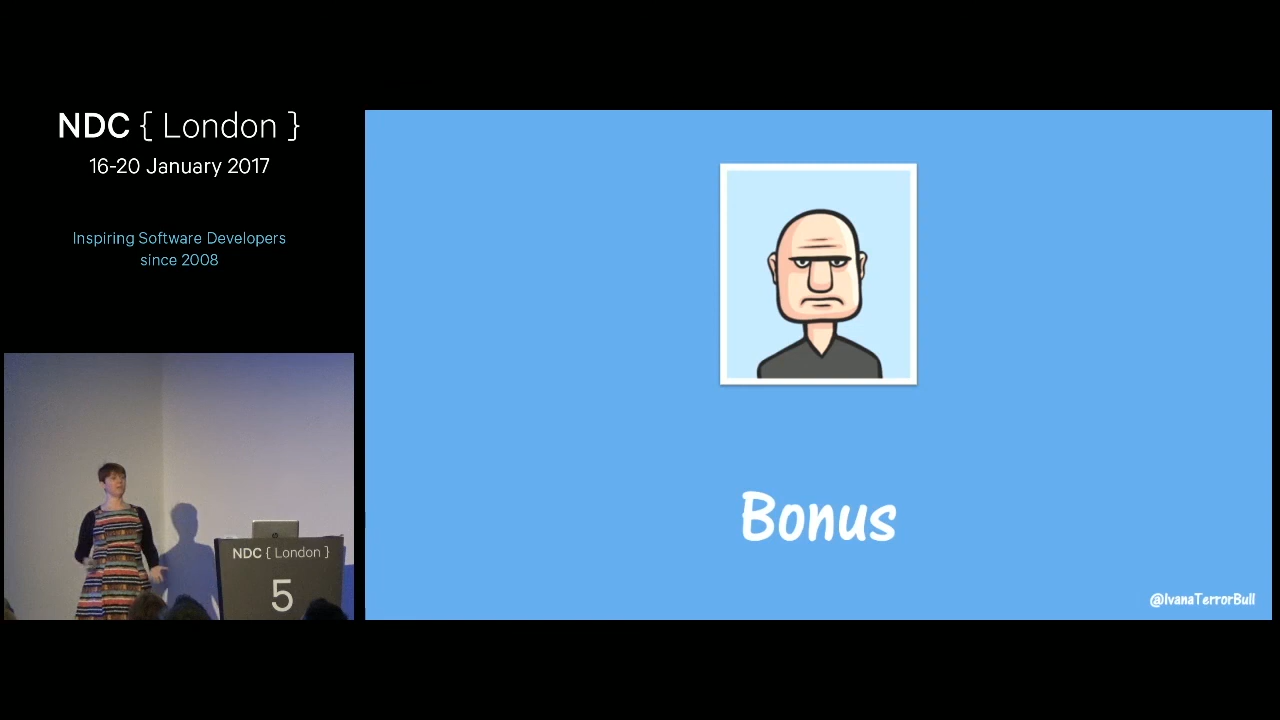 NDC { London }
16-20 January 2017
Inspiring Software Developers
since 2008
NDC { London }
5
Bonus
@IvanaTerrorBull